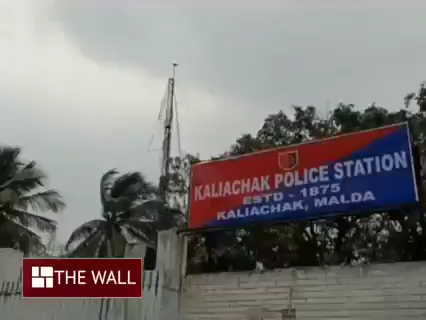 KALIACHAK POLICE STATION
ESTD - 1875
KALIACHAK, MALDA
THE WALL